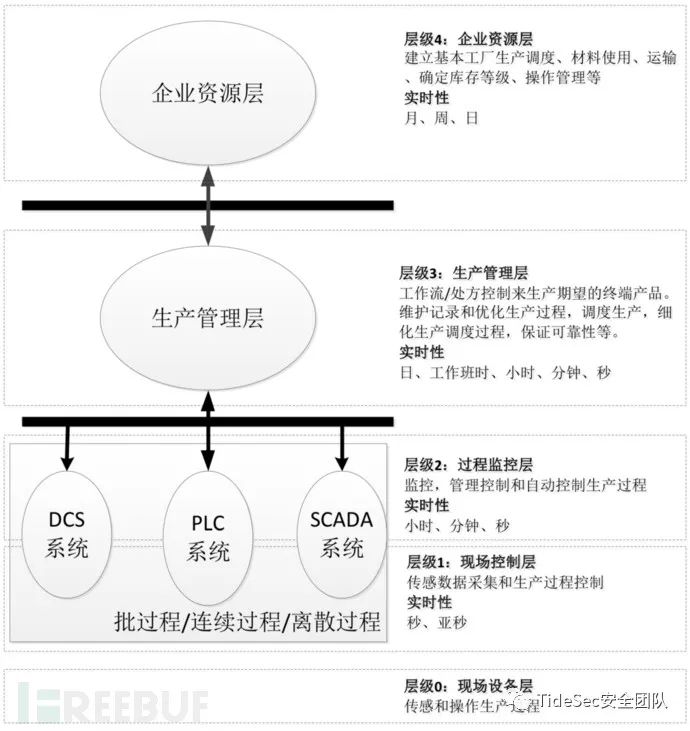 企业资源层
层级4：企业资源层
建立基本工厂生产调度、材料使用、运输
、确定库存等级、操作管理等
实时性
月、周、日
生产管理层
层级3：生产管理层
工作流/处方控制来生产期望的终端产品。
维护记录和优化生产过程，调度生产，细
化生产调度过程，保证可靠性等。
实时性
日、工作班时、小时、分钟、秒
DCS
系统
PLC
系统
SCADA
系统
批过程/连续过程/离散过程
层级2：过程监控层
监控，管理控制和自动控制生产过程
实时性
小时、分钟、秒
层级1：现场控制层
传感数据采集和生产过程控制
实时性
秒、亚秒
层级0：现场设备层
传感和操作生产过程
FREEBUF
TideSec安全团队